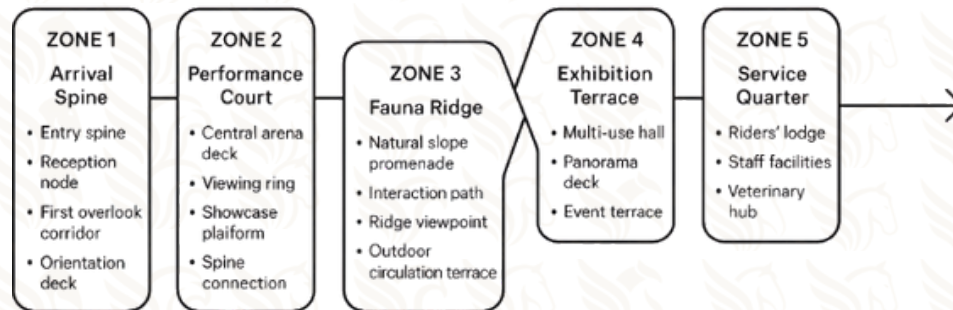 ZONE 1
Arrival
Spine
• Entry spine
• Reception
node
• First overlook
corridor
• Orientation
deck
ZONE 2
Performance
Court
• Central arena
deck
• Viewing ring
• Showcase
plaiform
• Spine
connection
ZONE 3
Fauna Ridge
• Natural slope
promenade
• Interaction path
• Ridge viewpoint
• Outdoor
circulation terrace
ZONE 4
Exhibition
Terrace
• Multi-use hall
• Panorama
deck
• Event terrace
ZONE 5
Service
Quarter
• Riders' lodge
• Staff facilities
• Veterinary
hub